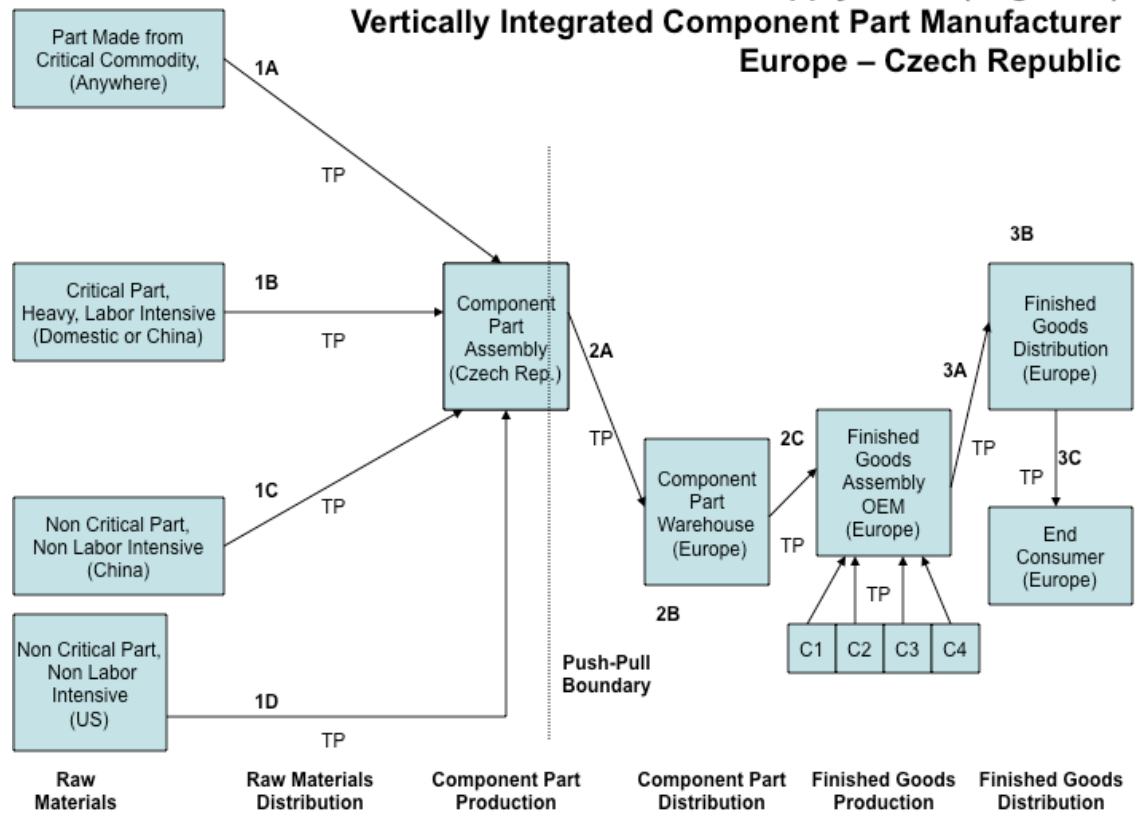 Vertically Integrated Component Part Manufacturer
Europe – Czech Republic
Part Made from
Critical Commodity,
(Anywhere)
1A
TP
3B
Critical Part,
Heavy, Labor Intensive
(Domestic or China)
1B
TP
Component
Part
Assembly
(Czech Rep.)
2A
TP
Finished
Goods
Distribution
(Europe)
3A
TP
3C
TP
Component
Part
Warehouse
(Europe)
2B
2C
TP
Finished
Goods
Assembly
OEM
(Europe)
End
Consumer
(Europe)
Non Critical Part,
Non Labor Intensive
(China)
1C
TP
TP
C1 C2 C3 C4
Non Critical Part,
Non Labor
Intensive
(US)
1D
TP
Push-Pull
Boundary
Raw
Materials
Raw Materials
Distribution
Component Part
Production
Component Part
Distribution
Finished Goods
Production
Finished Goods
Distribution